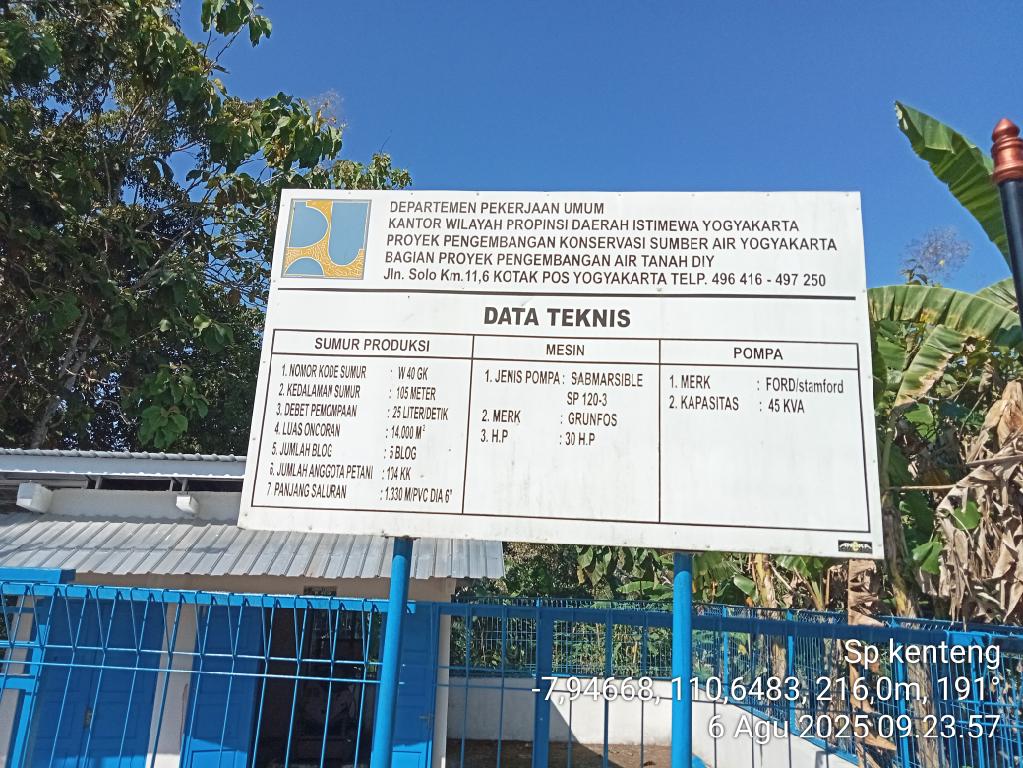 DEPARTEMEN PEKERJAAN UMUM
KANTOR WILAYAH PROPINSI DAERAH ISTIMEWA YOGYAKARTA
PROYEK PENGEMBANGAN KONSERVASI SUMBER AIR YOGYAKARTA
BAGIAN PROYEK PENGEMBANGAN AIR TANAH DIY
Jln. Solo Km.11,6 KOTAK POS YOGYAKARTA TELP. 496 416 - 497 250
DATA TEKNIS
SUMUR PRODUKSI
1. NOMOR KODE SUMUR : W 40 GK
2. KEDALAMAN SUMUR : 105 METER
3. DEBET PEMOMPAAN : 25 LITER/DETIK
4. LUAS ONCORAN : 14.000 M²
5. JUMLAH BLOG : BLOG
6. JUMLAH ANGGOTA PETANI : KK
7 PANJANG SALURAN : 1.330 M/PVC DIA 6"
MESIN
1. JENIS POMPA : SABMARSIBLE
SP 120-3
2. MERK : GRUNFOS
3. H.P : 30 H.P
POMPA
1. MERK : FORD/stamford
2. KAPASITAS : 45 KVA
Sp kenteng
-7,94668, 110,6483, 216,0m, 191°
6 Agu 2025 09.23.57